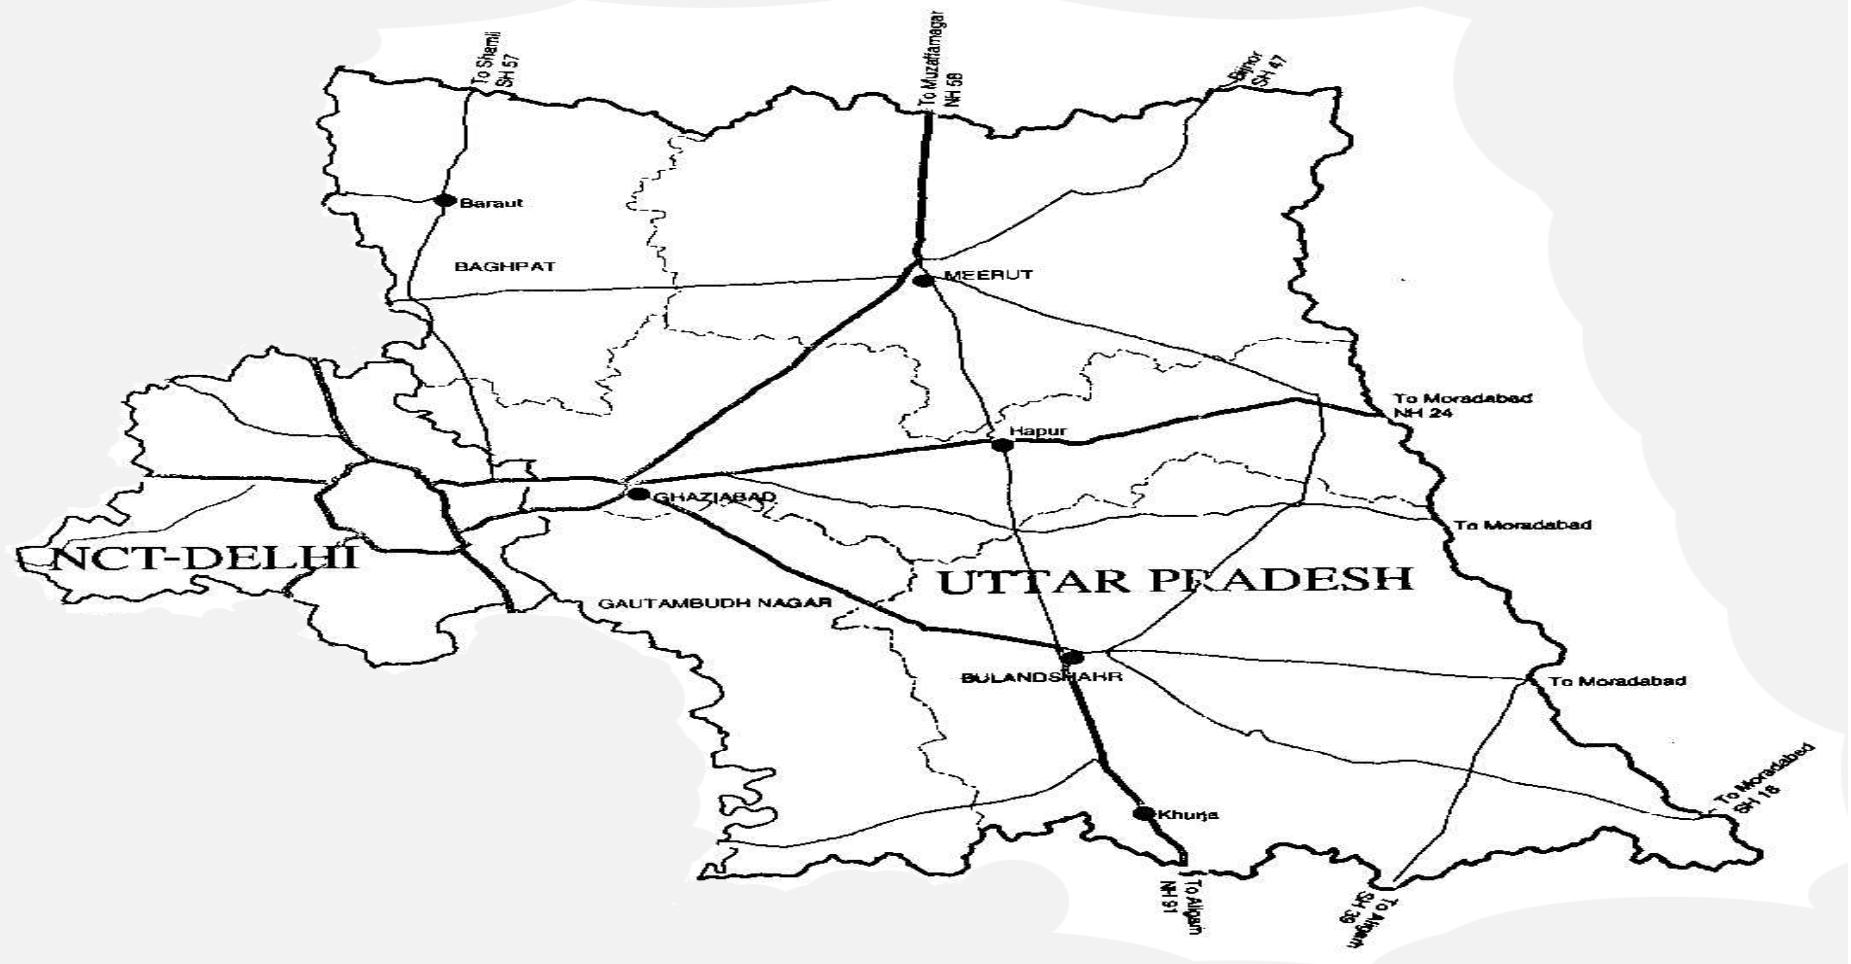 To Shamli
SH 57
To Muzaffarnagar
NH 58
Bijnor
SH 47
Baraut
BAGHPAT
MEERUT
To Moradabad
NH 24
Hapur
GHAZIABAD
To Moradabad
NCT-DELHI
UTTAR PRADESH
GAUTAMBUDH NAGAR
BULANDSHAHR
To Moradabad
To Moradabad
SH 18
Khurja
To Aligarh
NH 91
To Aligarh
SH 39